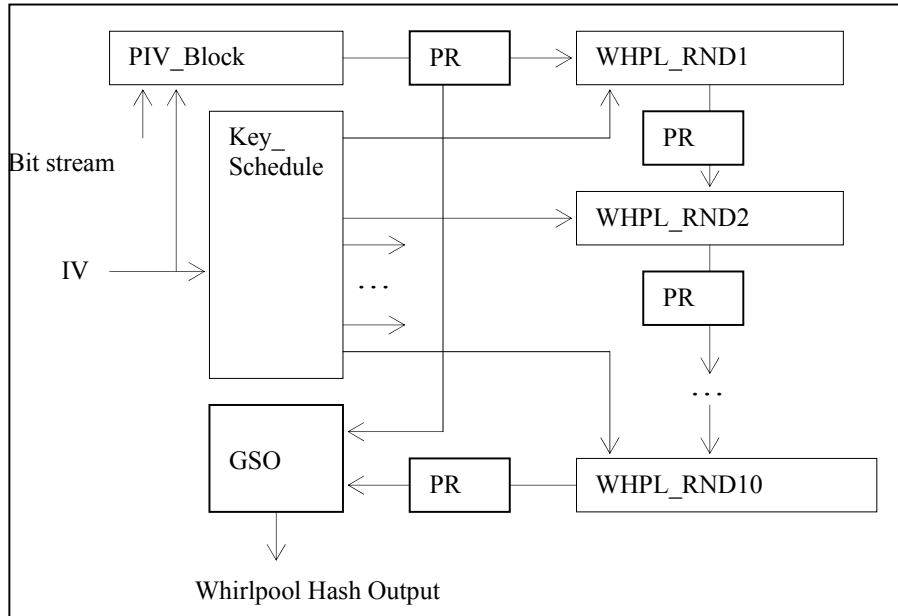 PIV_Block
PR
WHPL_RND1
Key_
Schedule
PR
Bit stream
WHPL_RND2
IV
PR
...
...
GSO
PR
WHPL_RND10
Whirlpool Hash Output